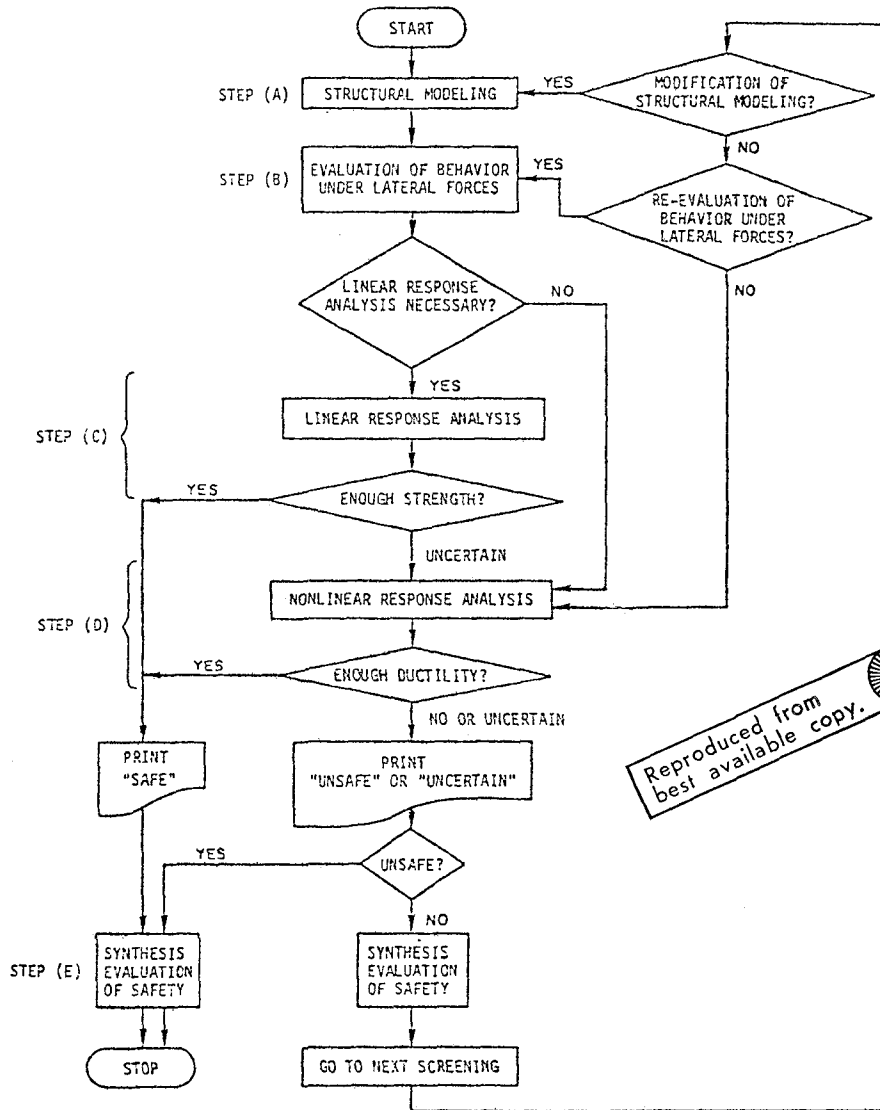 START
STEP (A)
STRUCTURAL MODELING
YES
MODIFICATION OF
STRUCTURAL MODELING?
NO
STEP (B)
EVALUATION OF BEHAVIOR
UNDER LATERAL FORCES
YES
RE-EVALUATION OF
BEHAVIOR UNDER
LATERAL FORCES?
NO
LINEAR RESPONSE
ANALYSIS NECESSARY?
NO
YES
STEP (C)
LINEAR RESPONSE ANALYSIS
YES
ENOUGH STRENGTH?
UNCERTAIN
STEP (D)
NONLINEAR RESPONSE ANALYSIS
YES
ENOUGH DUCTILITY?
NO OR UNCERTAIN
PRINT
"SAFE"
PRINT
"UNSAFE" OR "UNCERTAIN"
Reproduced from
best available copy.
YES
UNSAFE?
NO
STEP (E)
SYNTHESIS
EVALUATION
OF SAFETY
SYNTHESIS
EVALUATION
OF SAFETY
STOP
GO TO NEXT SCREENING